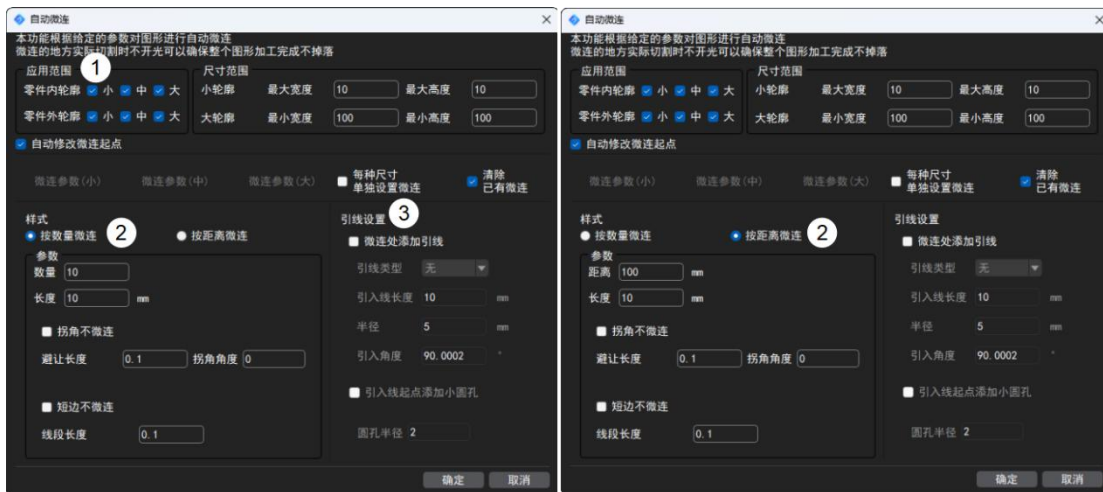 自动微连
本功能根据给定的参数对图形进行自动微连
微连的地方实际切割时不开光可以确保整个图形加工完成不掉落
应用范围 1 尺寸范围
零件内轮廓 小 中 大 小轮廓 最大宽度 10 最大高度 10
零件外轮廓 小 中 大 大轮廓 最小宽度 100 最小高度 100
自动修改微连起点
微连参数(小) 微连参数(中) 微连参数(大) 每种尺寸 单独设置微连 清除 已有微连
样式 引线设置 3
按数量微连 2 按距离微连 微连处添加引线
参数
数量 10 引线类型 无
长度 10 mm 引入线长度 10 mm
拐角不微连 半径 5 mm
避让长度 0.1 拐角角度 0 引入角度 90.0002 °
短边不微连 引入线起点添加小圆孔
线段长度 0.1 圆孔半径 2
确定 取消
自动微连
本功能根据给定的参数对图形进行自动微连
微连的地方实际切割时不开光可以确保整个图形加工完成不掉落
应用范围 尺寸范围
零件内轮廓 小 中 大 小轮廓 最大宽度 10 最大高度 10
零件外轮廓 小 中 大 大轮廓 最小宽度 100 最小高度 100
自动修改微连起点
微连参数(小) 微连参数(中) 微连参数(大) 每种尺寸 单独设置微连 清除 已有微连
样式 引线设置
按数量微连 按距离微连 2 微连处添加引线
参数
距离 100 mm 引线类型 无
长度 10 mm 引入线长度 10 mm
拐角不微连 半径 5 mm
避让长度 0.1 拐角角度 0 引入角度 90.0002 °
短边不微连 引入线起点添加小圆孔
线段长度 0.1 圆孔半径 2
确定 取消